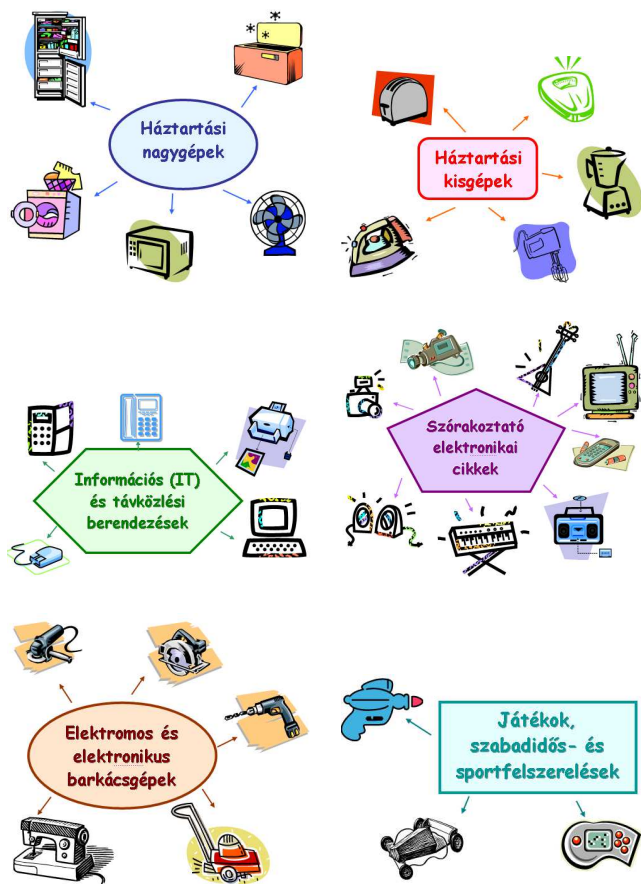 Háztartási
nagygépek
Háztartási
kisgépek
Információs (IT)
és távközlési
berendezések
Szórakoztató
elektronikai
cikkek
Elektromos és
elektronikus
barkácsgépek
Játékok,
szabadidős- és
sportfelszerelések